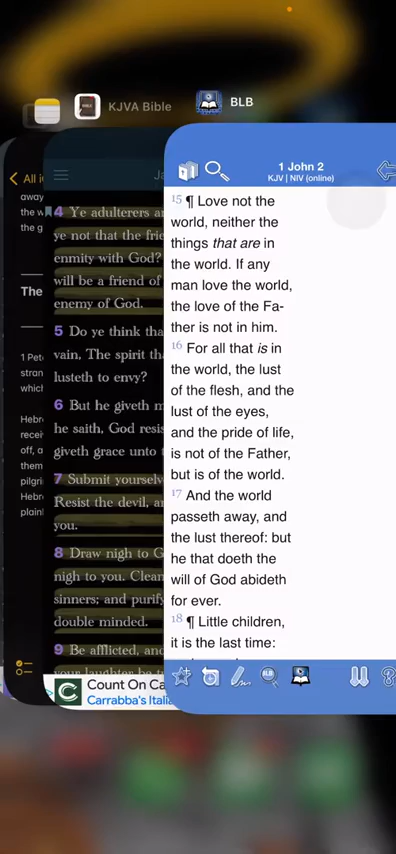 KJVA Bible
BLB
All i
away
the w
the g
The
1 Pet
stran
which
Hebr
recei
off, a
them
pilgri
Hebr
plain
Ja
4 Ye adulterers a
ye not that the frie
enmity with God?
will be a friend of
enemy of God.
5 Do ye think tha
vain, The spirit th
lusteth to envy?
6 But he giveth m
he saith, God resis
giveth grace unto
7 Submit yourselv
Resist the devil, a
you.
8 Draw nigh to G
nigh to you. Clean
sinners; and purify
double minded.
9 Be afflicted, and
your laughter be t
Count On Ca
Carrabba's Italia
1 John 2
KJV | NIV (online)
15 ¶ Love not the
world, neither the
things that are in
the world. If any
man love the world,
the love of the Fa-
ther is not in him.
16 For all that is in
the world, the lust
of the flesh, and the
lust of the eyes,
and the pride of life,
is not of the Father,
but is of the world.
17 And the world
passeth away, and
the lust thereof: but
he that doeth the
will of God abideth
for ever.
18 ¶ Little children,
it is the last time: